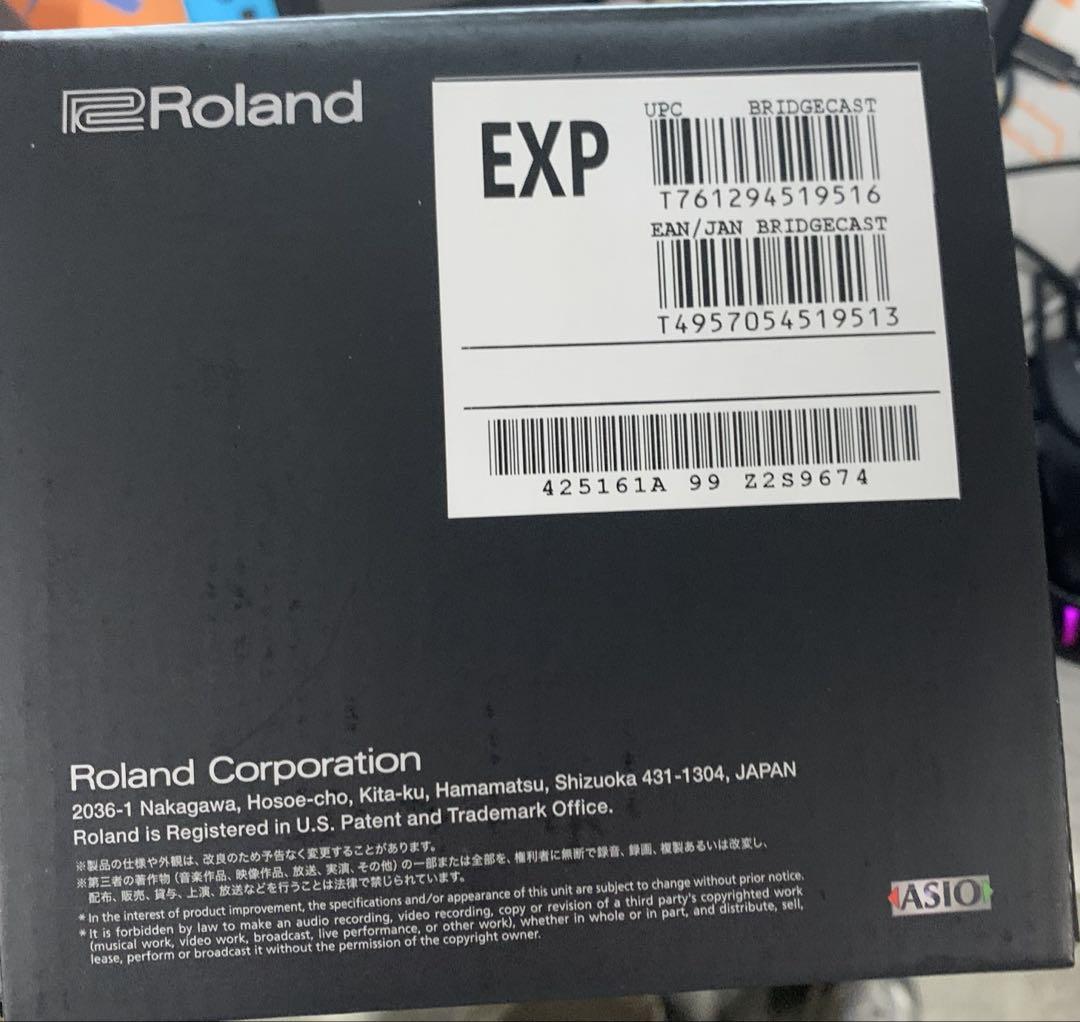 Roland
EXP
UPC BRIDGECAST
T761294519516
EAN/JAN BRIDGECAST
T4957054519513
425161A 99 Z2S9674
Roland Corporation
2036-1 Nakagawa, Hosoe-cho, Kita-ku, Hamamatsu, Shizuoka 431-1304, JAPAN
Roland is Registered in U.S. Patent and Trademark Office.
※製品の仕様や外観は、改良のため予告なく変更することがあります。
※第三者の著作物（音楽作品、映像作品、放送、実演、その他）の一部または全部を、権利者に無断で録音、録画、複製あるいは改変し、
配布、販売、貸与、上演、放送などを行うことは法律で禁じられています。
* In the interest of product improvement, the specifications and/or appearance of this unit are subject to change without prior notice.
* It is forbidden by law to make an audio recording, video recording, copy or revision of a third party's copyrighted work
(musical work, video work, broadcast, live performance, or other work), whether in whole or in part, and distribute, sell,
lease, perform or broadcast it without the permission of the copyright owner.
ASIO